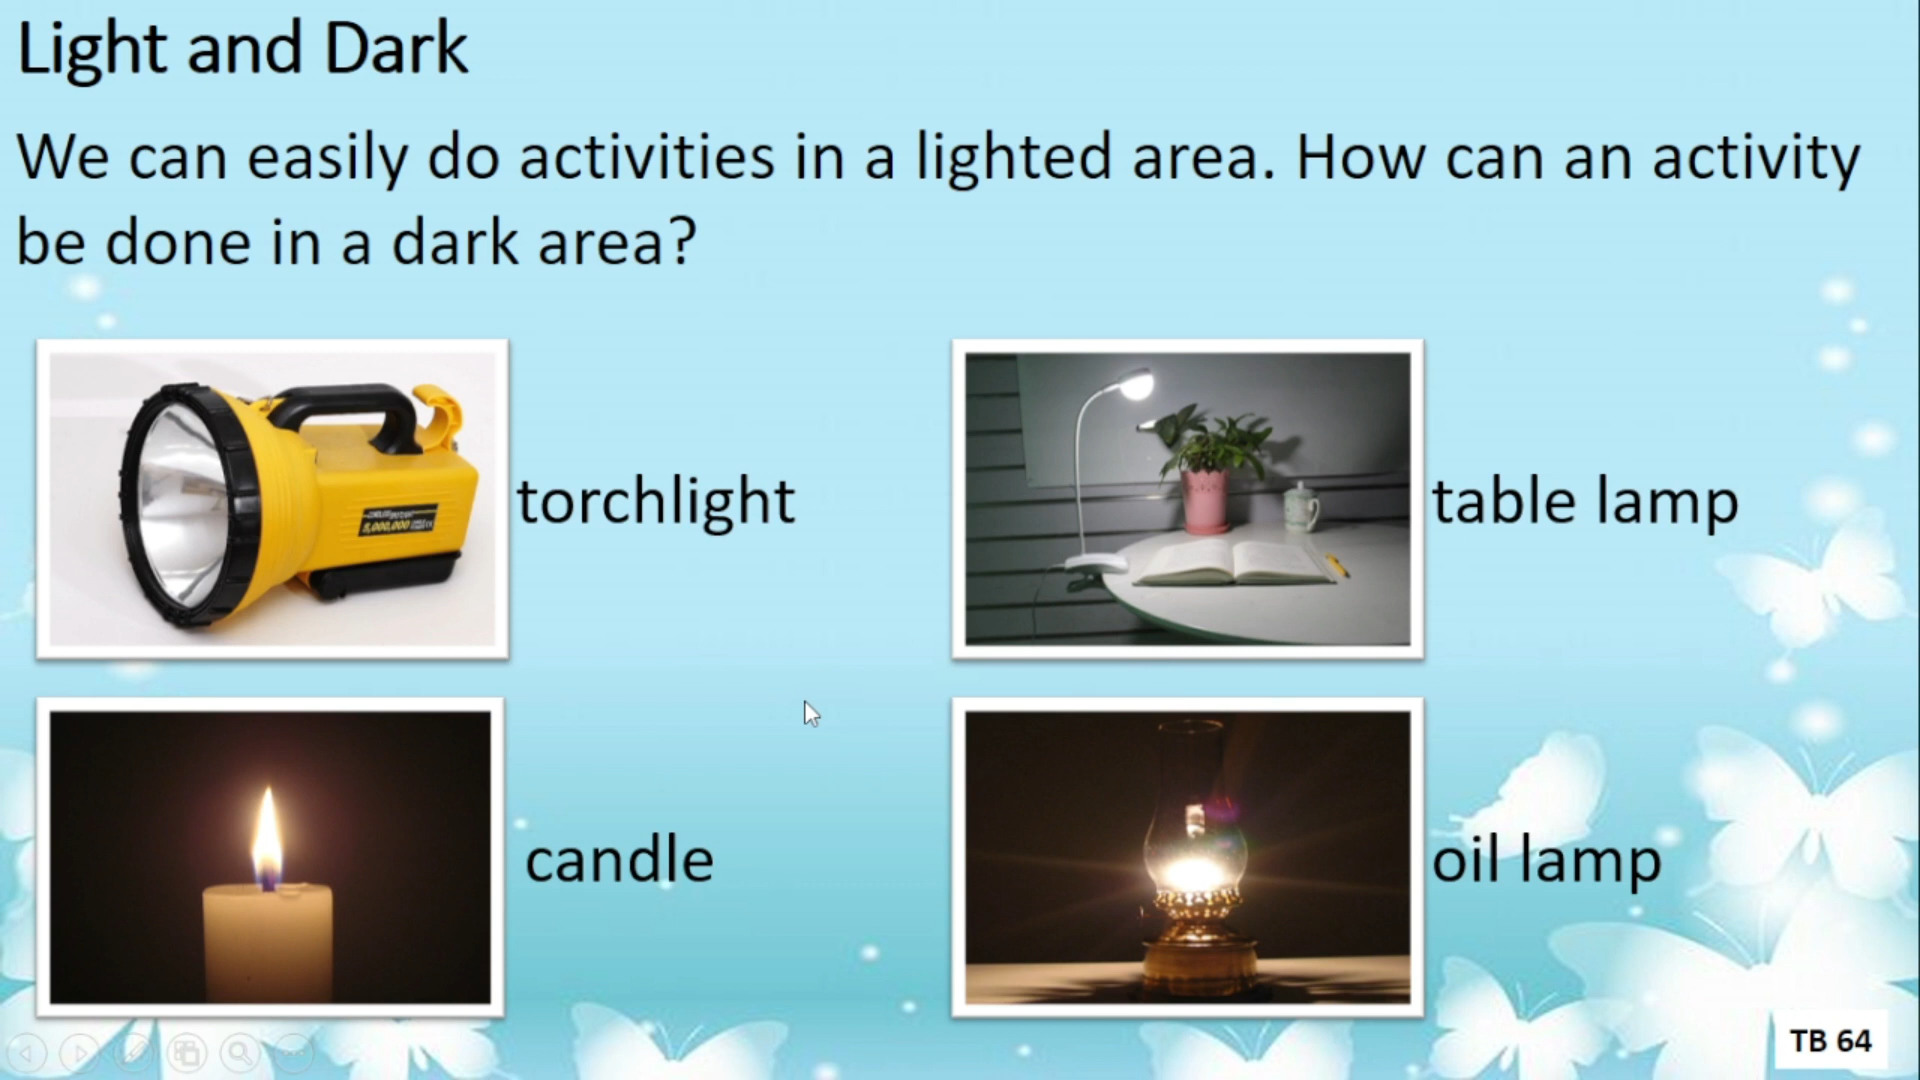 Light and Dark
We can easily do activities in a lighted area. How can an activity
be done in a dark area?
torchlight
table lamp
candle
oil lamp
TB 64